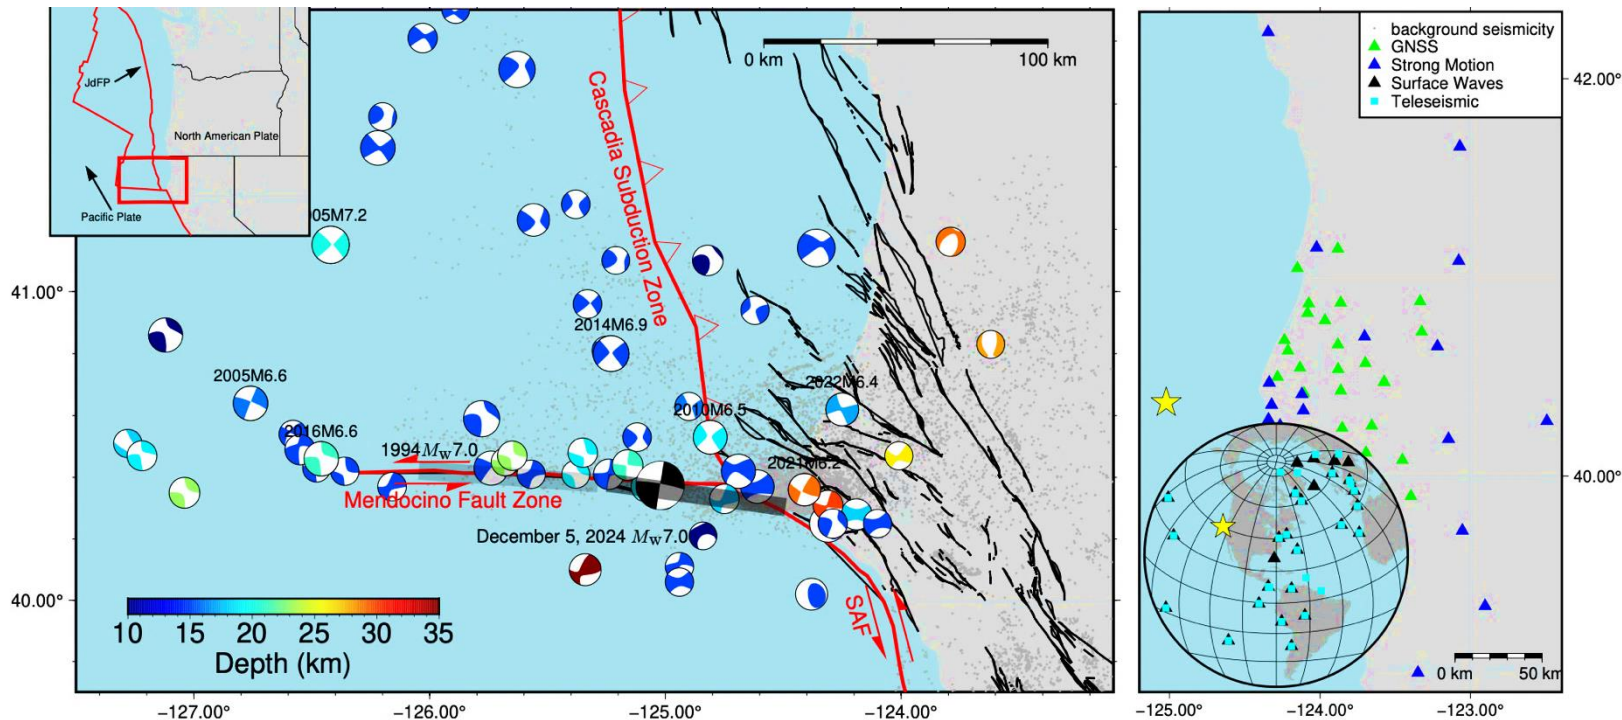 JdFP
North American Plate
Pacific Plate
Cascadia Subduction Zone
0 km
100 km
005M7.2
2014M6.9
2005M6.6
2022M6.4
2010M6.5
2016M6.6
1994Mw7.0
2021M6.2
Mendocino Fault Zone
December 5, 2024 Mw7.0
SAF
10 15 20 25 30 35
Depth (km)
41.00°
40.00°
−127.00° −126.00° −125.00° −124.00°
background seismicity
GNSS
Strong Motion
Surface Waves
Teleseismic
42.00°
40.00°
0 km 50 km
−125.00° −124.00° −123.00°